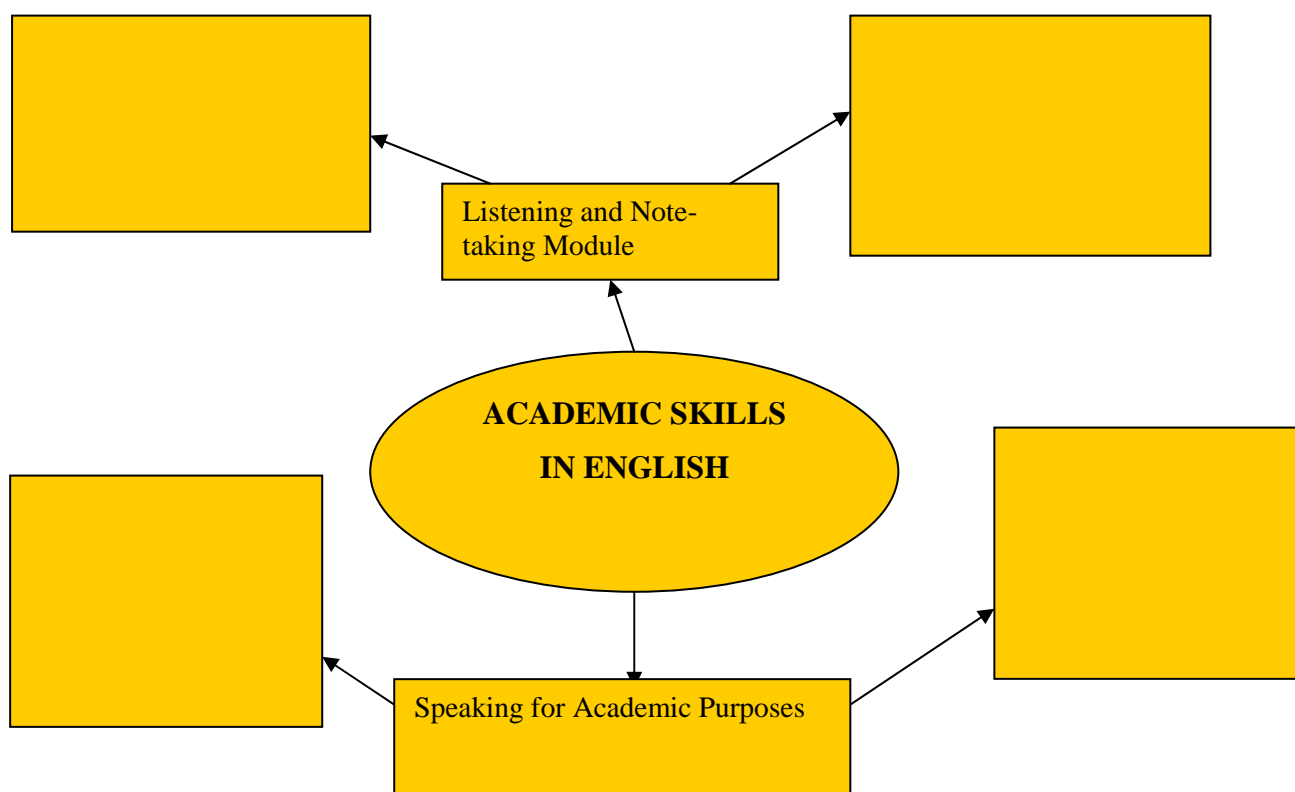 Listening and Note-
taking Module
ACADEMIC SKILLS
IN ENGLISH
Speaking for Academic Purposes